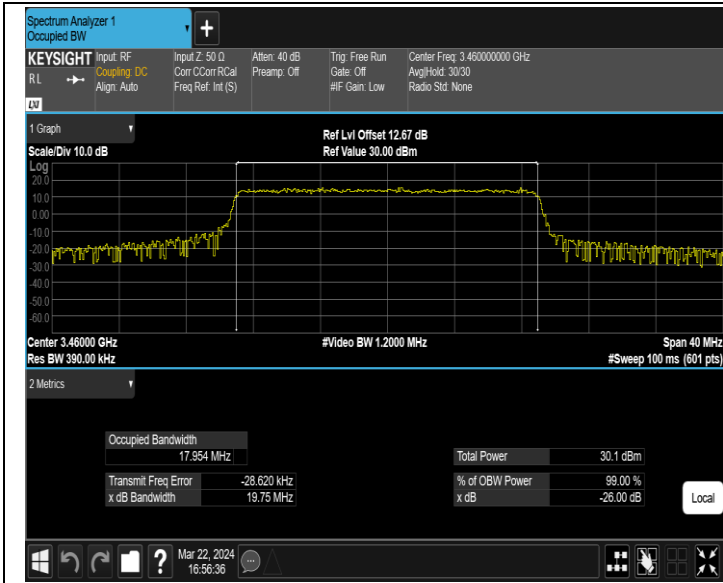 Spectrum Analyzer 1
Occupied BW
+
KEYSIGHT Input: RF Input Z: 50 Ω Atten: 40 dB Trig: Free Run Center Freq: 3.460000000 GHz
R L Coupling: DC Corr CCorr RCal Preamp: Off Gate: Off Avg|Hold: 30/30
Align: Auto Freq Ref: Int (S) #IF Gain: Low Radio Std: None
LXI
1 Graph
Ref Lvl Offset 12.67 dB
Scale/Div 10.0 dB Ref Value 30.00 dBm
Log
20.0
10.0
0.00
-10.0
-20.0
-30.0
-40.0
-50.0
-60.0
Center 3.46000 GHz #Video BW 1.2000 MHz Span 40 MHz
Res BW 390.00 kHz #Sweep 100 ms (601 pts)
2 Metrics
Occupied Bandwidth
17.954 MHz Total Power 30.1 dBm
Transmit Freq Error -28.620 kHz % of OBW Power 99.00 %
x dB Bandwidth 19.75 MHz x dB -26.00 dB
Local
? Mar 22, 2024
16:56:36